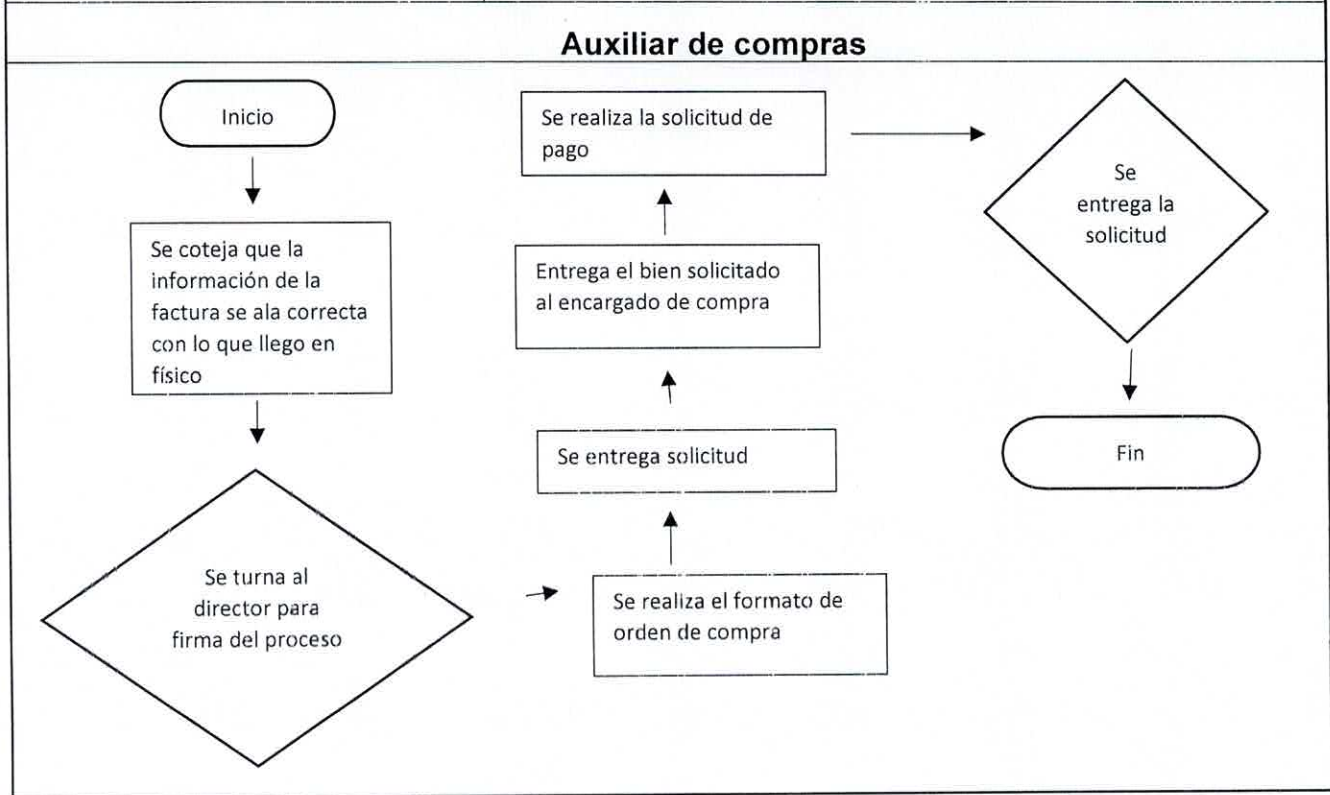 Auxiliar de compras
Inicio
Se coteja que la
información de la
factura se ala correcta
con lo que llego en
físico
Se turna al
director para
firma del proceso
Se realiza el formato de
orden de compra
Se entrega solicitud
Entrega el bien solicitado
al encargado de compra
Se realiza la solicitud de
pago
Se
entrega la
solicitud
Fin